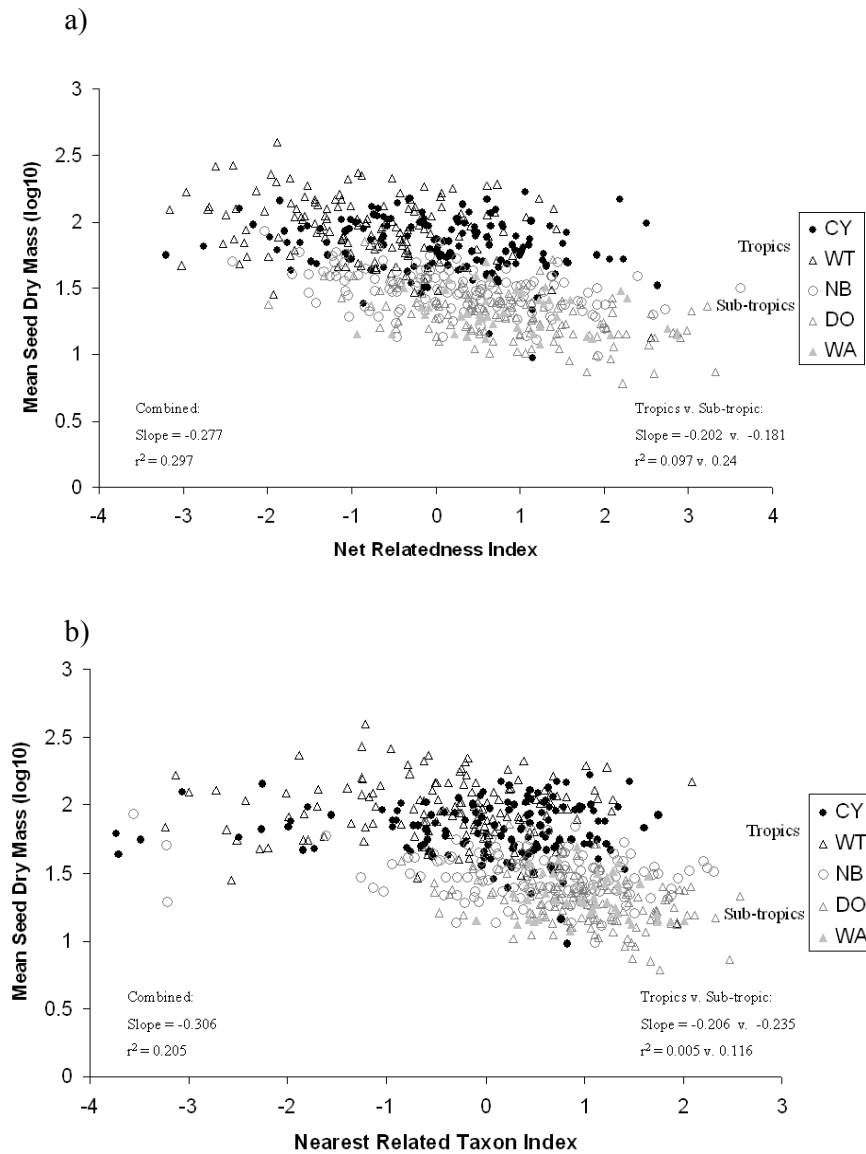 a)
3
2.5
2
1.5
1
0.5
0
-4 -3 -2 -1 0 1 2 3 4
Mean Seed Dry Mass (log10)
Net Relatedness Index
Tropics
Sub-tropics
CY
WT
NB
DO
WA
Combined:
Slope = -0.277
r² = 0.297
Tropics v. Sub-tropic:
Slope = -0.202 v. -0.181
r² = 0.097 v. 0.24
b)
3
2.5
2
1.5
1
0.5
0
-4 -3 -2 -1 0 1 2 3
Mean Seed Dry Mass (log10)
Nearest Related Taxon Index
Tropics
Sub-tropics
CY
WT
NB
DO
WA
Combined:
Slope = -0.306
r² = 0.205
Tropics v. Sub-tropic:
Slope = -0.206 v. -0.235
r² = 0.005 v. 0.116